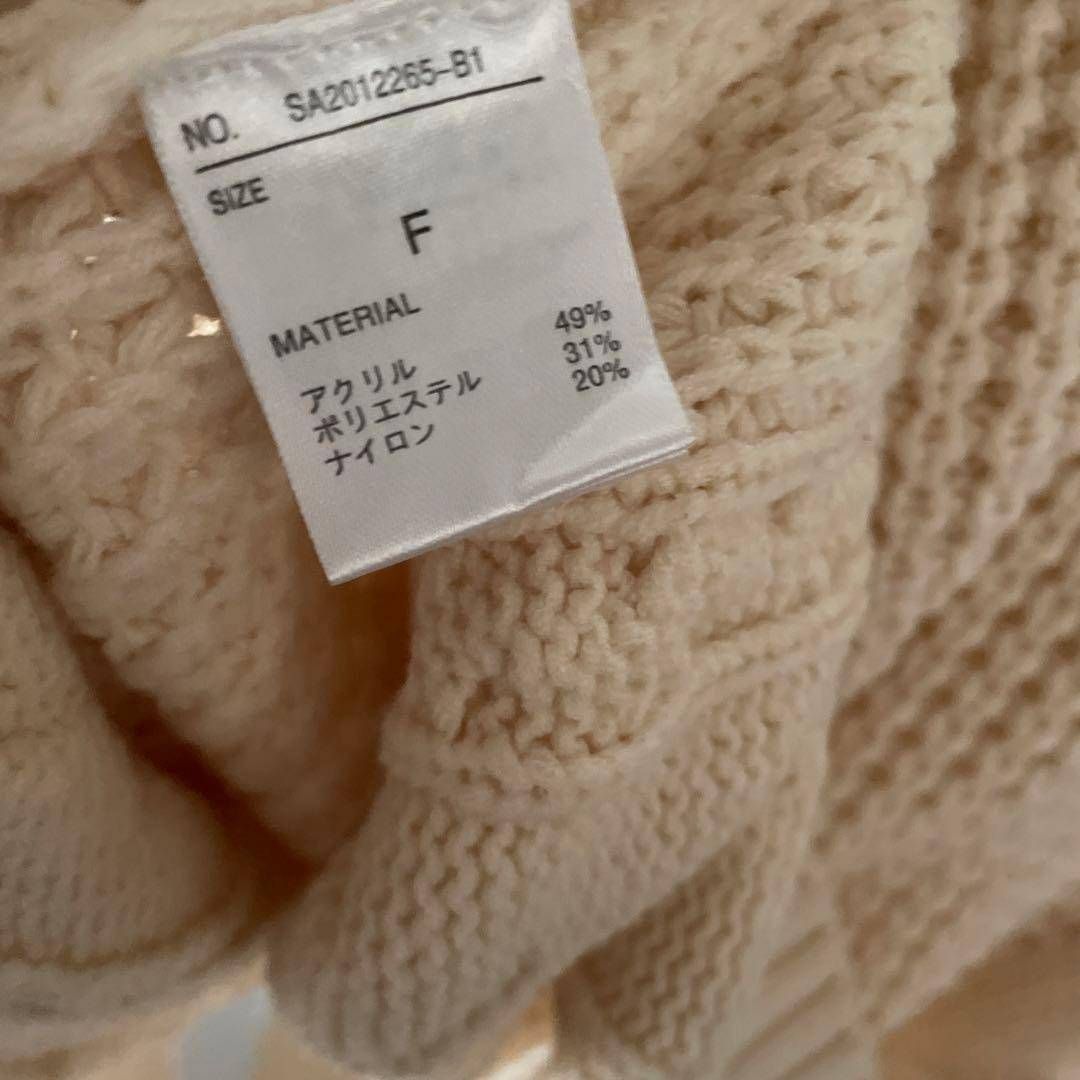 NO. SA2012265-B1
SIZE
F
MATERIAL
アクリル 49%
ポリエステル 31%
ナイロン 20%